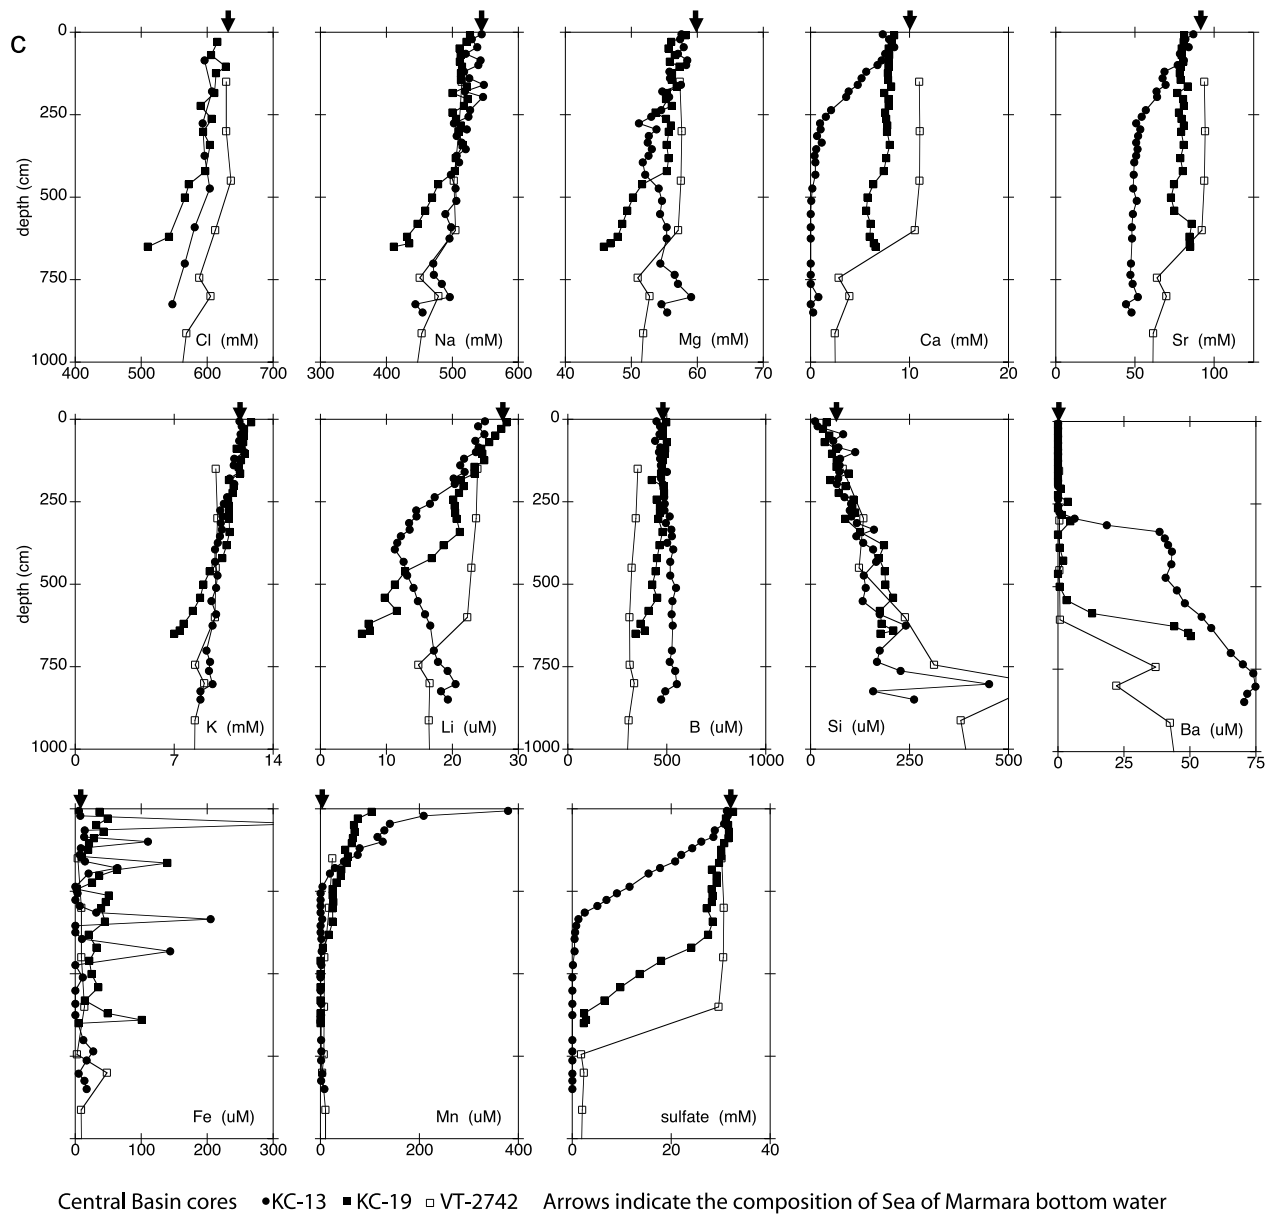 C
0 250 500 750 1000 depth (cm)
Cl (mM) Na (mM) Mg (mM) Ca (mM) Sr (mM)
400 500 600 700 300 400 500 600 40 50 60 70 0 10 20 0 50 100
0 250 500 750 1000 depth (cm)
K (mM) Li (uM) B (uM) Si (uM) Ba (uM)
0 7 14 0 10 20 30 0 500 1000 0 250 500 0 25 50 75
Fe (uM) Mn (uM) sulfate (mM)
0 100 200 300 0 200 400 0 20 40
Central Basin cores KC-13 KC-19 VT-2742 Arrows indicate the composition of Sea of Marmara bottom water